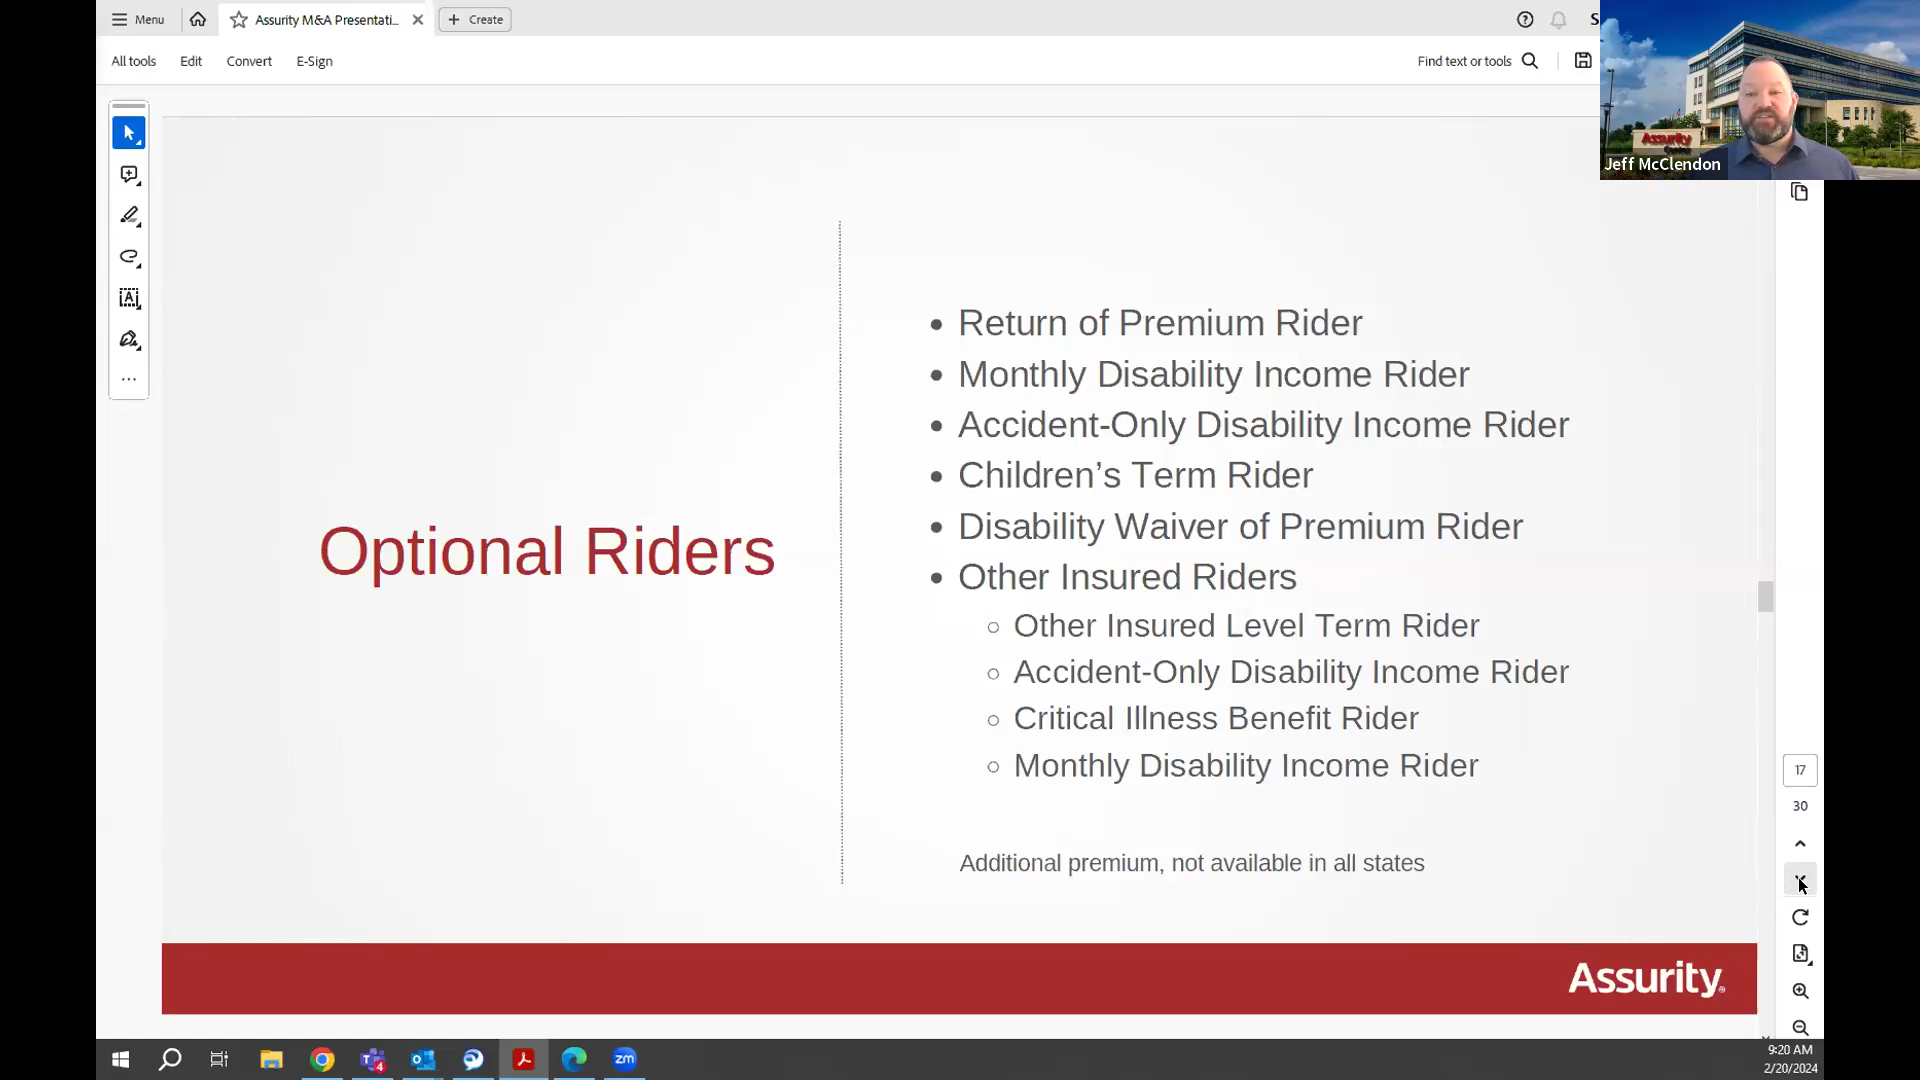 Menu
Assurity M&A Presentati...
Create
S
All tools
Edit
Convert
E-Sign
Find text or tools
Assurity
Jeff McClendon
Optional Riders
• Return of Premium Rider
• Monthly Disability Income Rider
• Accident-Only Disability Income Rider
• Children’s Term Rider
• Disability Waiver of Premium Rider
• Other Insured Riders
○ Other Insured Level Term Rider
○ Accident-Only Disability Income Rider
○ Critical Illness Benefit Rider
○ Monthly Disability Income Rider
Additional premium, not available in all states
17
30
Assurity®
4
zm
9:20 AM
2/20/2024